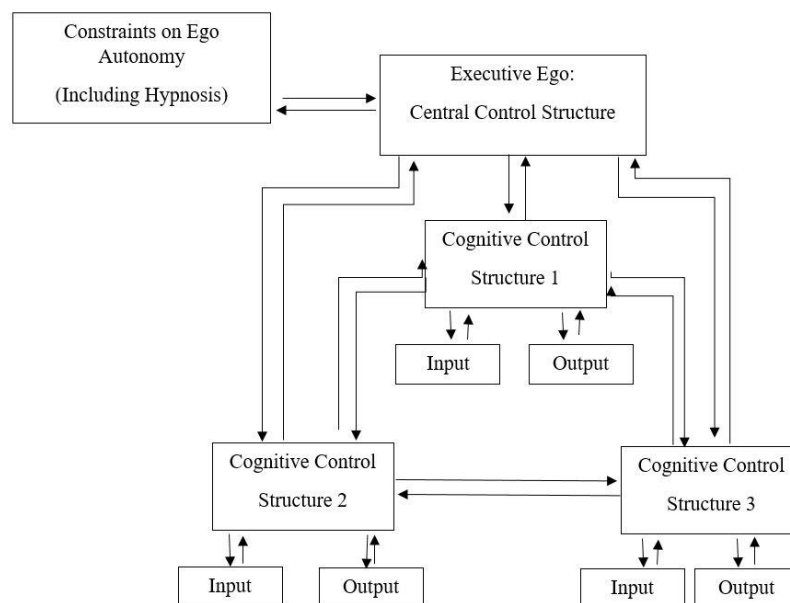 Constraints on Ego
Autonomy
(Including Hypnosis)
Executive Ego:
Central Control Structure
Cognitive Control
Structure 1
Input
Output
Cognitive Control
Structure 2
Cognitive Control
Structure 3
Input
Output
Input
Output